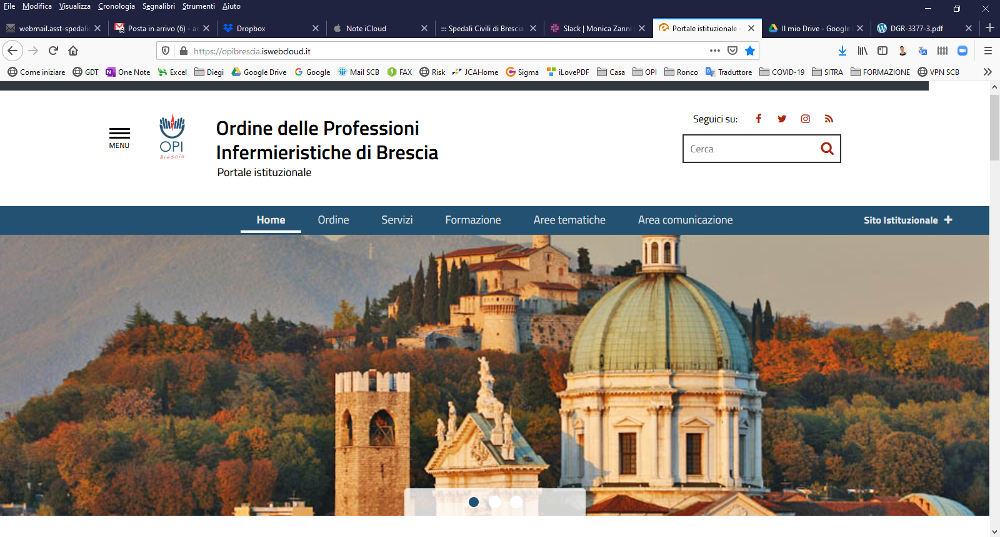 File Modifica Visualizza Cronologia Segnalibri Strumenti Aiuto
webmail.asst-spedali
Posta in arrivo (6) - ar
Dropbox
Note iCloud
::: Spedali Civili di Brescia
Slack | Monica Zanni
Portale istituzionale -
Il mio Drive - Google
DGR-3377-3.pdf
https://opibrescia.iswebcloud.it
Come iniziare GDT One Note Excel Diegi Google Drive Google Mail SCB FAX Risk JCAHome Sigma iLovePDF Casa OPI Ronco Traduttore COVID-19 SITRA FORMAZIONE VPN SCB
MENU
OPI
Brescia
Ordine delle Professioni
Infermieristiche di Brescia
Portale istituzionale
Seguici su:
Cerca
Home Ordine Servizi Formazione Aree tematiche Area comunicazione Sito Istituzionale